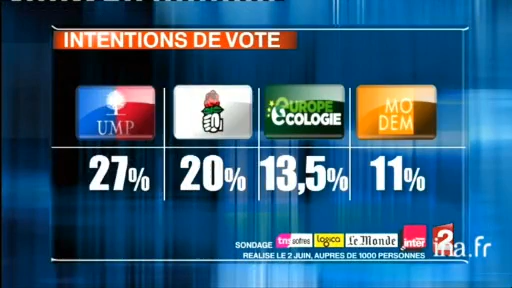 INTENTIONS DE VOTE
UMP
EUROPE ÉCOLOGIE
MO
DEM
27% 20% 13,5% 11%
SONDAGE tns sofres logica Le Monde france inter 2
REALISE LE 2 JUIN, AUPRES DE 1000 PERSONNES
ina.fr